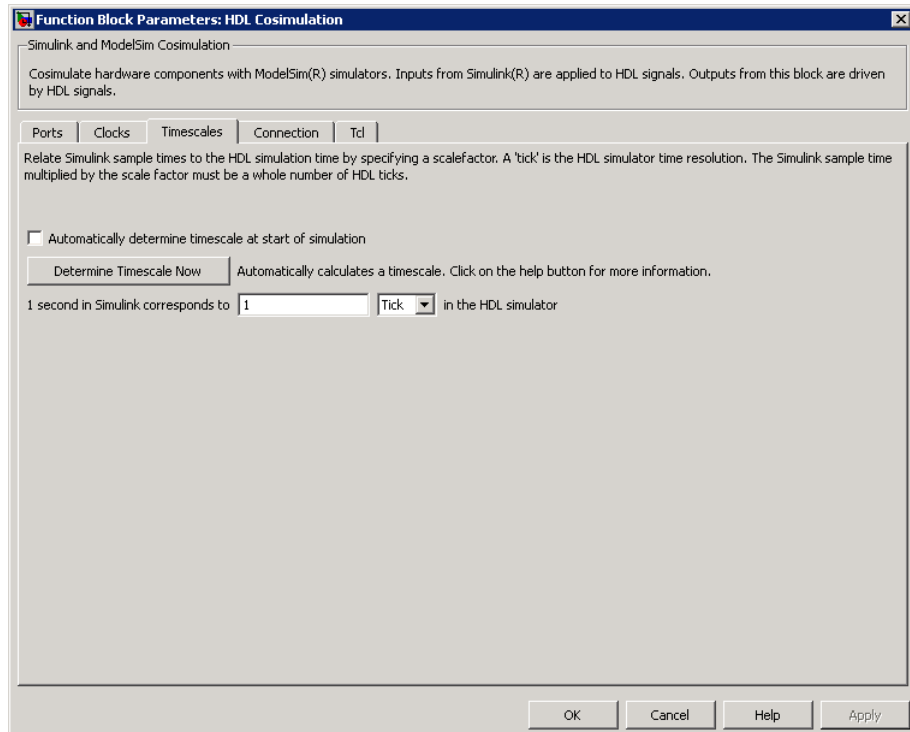 Function Block Parameters: HDL Cosimulation
Simulink and ModelSim Cosimulation
Cosimulate hardware components with ModelSim(R) simulators. Inputs from Simulink(R) are applied to HDL signals. Outputs from this block are driven
by HDL signals.
Ports Clocks Timescales Connection Tcl
Relate Simulink sample times to the HDL simulation time by specifying a scalefactor. A 'tick' is the HDL simulator time resolution. The Simulink sample time
multiplied by the scale factor must be a whole number of HDL ticks.
Automatically determine timescale at start of simulation
Determine Timescale Now Automatically calculates a timescale. Click on the help button for more information.
1 second in Simulink corresponds to 1 Tick in the HDL simulator
OK Cancel Help Apply